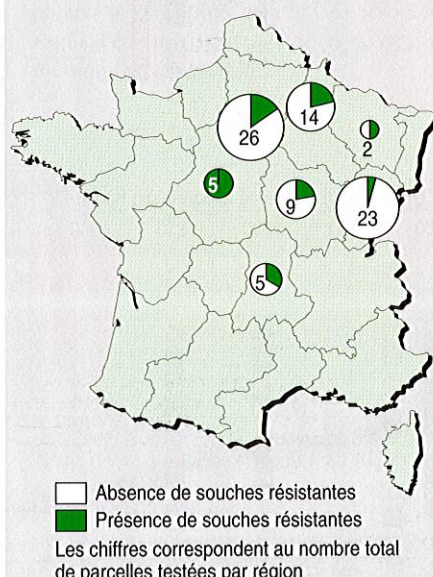 14
26
2
5
9
23
5
Absence de souches résistantes
Présence de souches résistantes
Les chiffres correspondent au nombre total
de parcelles testées par région